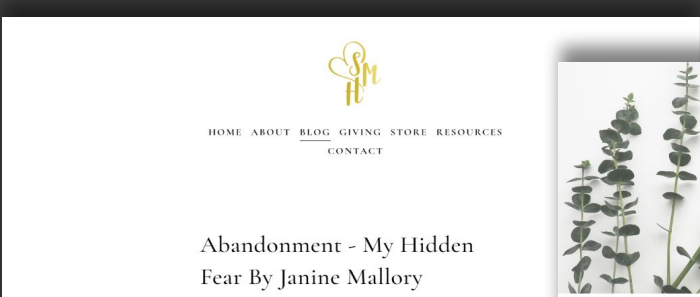 SMH
HOME ABOUT BLOG GIVING STORE RESOURCES
CONTACT
Abandonment - My Hidden
Fear By Janine Mallory